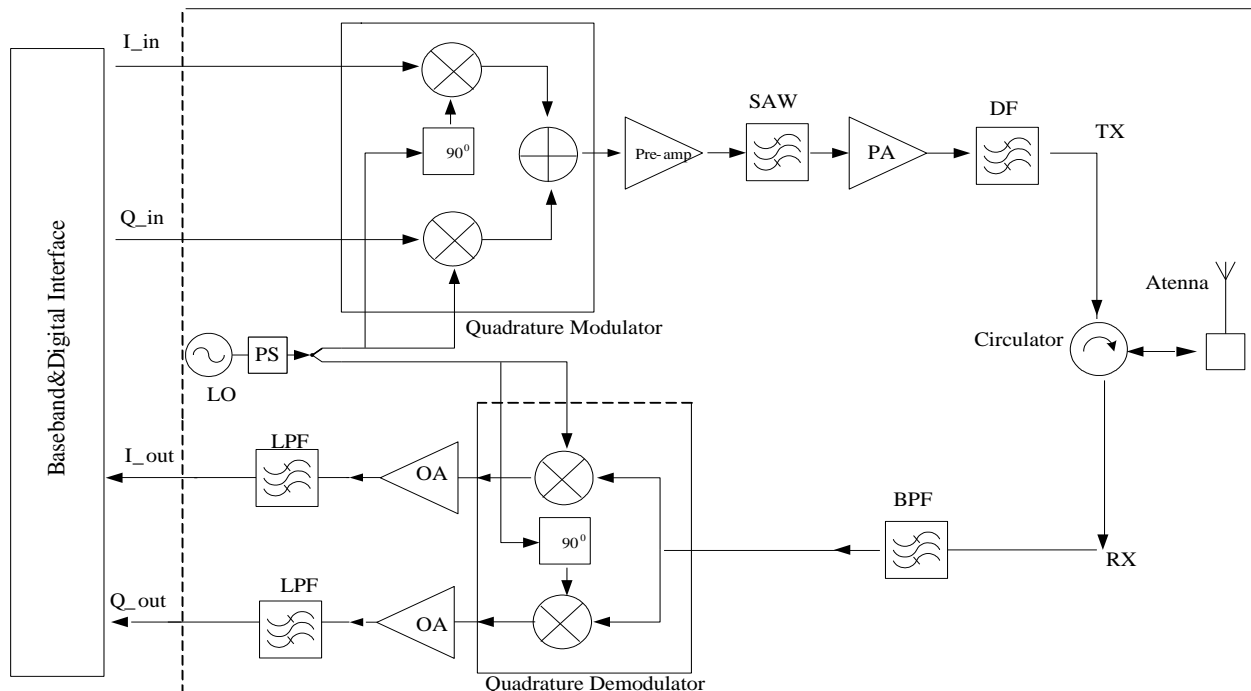 I_in
SAW
DF
TX
90⁰
Pre-amp
PA
Q_in
Baseband&Digital Interface
Atenna
Quadrature Modulator
Circulator
PS
LO
LPF
I_out
OA
BPF
90⁰
RX
LPF
Q_out
OA
Quadrature Demodulator